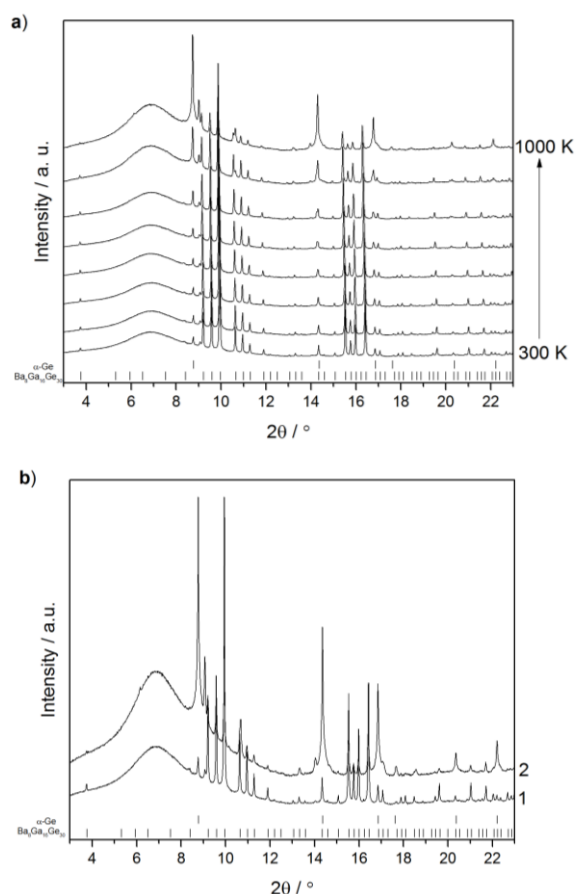 a)
Intensity / a. u.
1000 K
300 K
α-Ge
Ba₈Ga₁₆Ge₃₀
4 6 8 10 12 14 16 18 20 22
2θ / °
b)
Intensity / a.u.
2
1
α-Ge
Ba₈Ga₁₆Ge₃₀
4 6 8 10 12 14 16 18 20 22
2θ / °